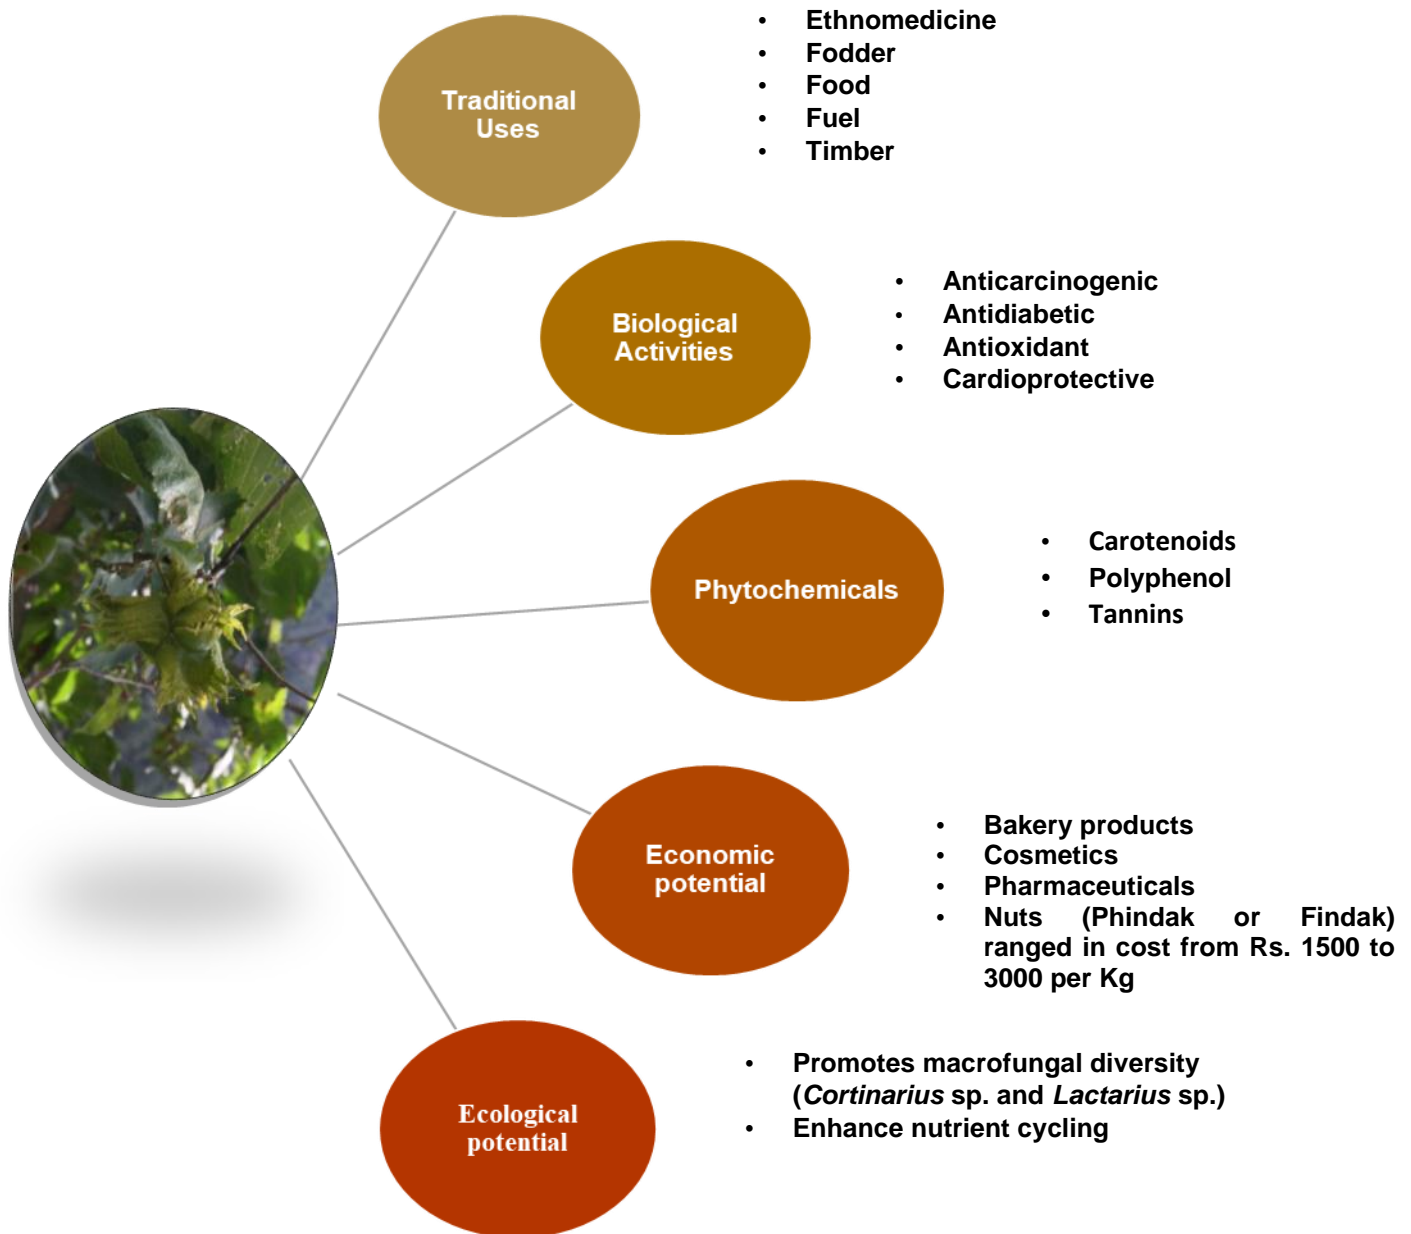 Traditional
Uses
• Ethnomedicine
• Fodder
• Food
• Fuel
• Timber
Biological
Activities
• Anticarcinogenic
• Antidiabetic
• Antioxidant
• Cardioprotective
Phytochemicals
• Carotenoids
• Polyphenol
• Tannins
Economic
potential
• Bakery products
• Cosmetics
• Pharmaceuticals
• Nuts (Phindak or Findak)
ranged in cost from Rs. 1500 to
3000 per Kg
Ecological
potential
• Promotes macrofungal diversity
(Cortinarius sp. and Lactarius sp.)
• Enhance nutrient cycling